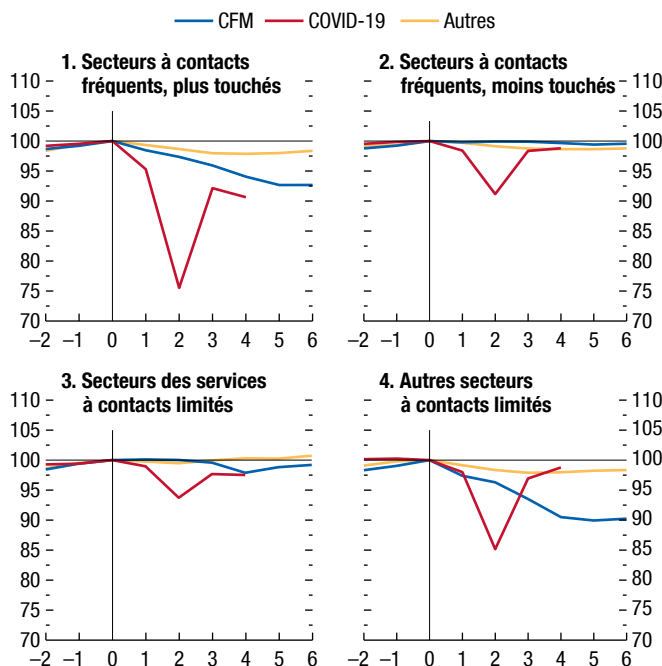 CFM COVID-19 Autres
1. Secteurs à contacts
fréquents, plus touchés
110
105
100
95
90
85
80
75
70
–2 –1 0 1 2 3 4 5 6
2. Secteurs à contacts
fréquents, moins touchés
110
105
100
95
90
85
80
75
70
–2 –1 0 1 2 3 4 5 6
3. Secteurs des services
à contacts limités
110
105
100
95
90
85
80
75
70
–2 –1 0 1 2 3 4 5 6
4. Autres secteurs
à contacts limités
110
105
100
95
90
85
80
75
70
–2 –1 0 1 2 3 4 5 6